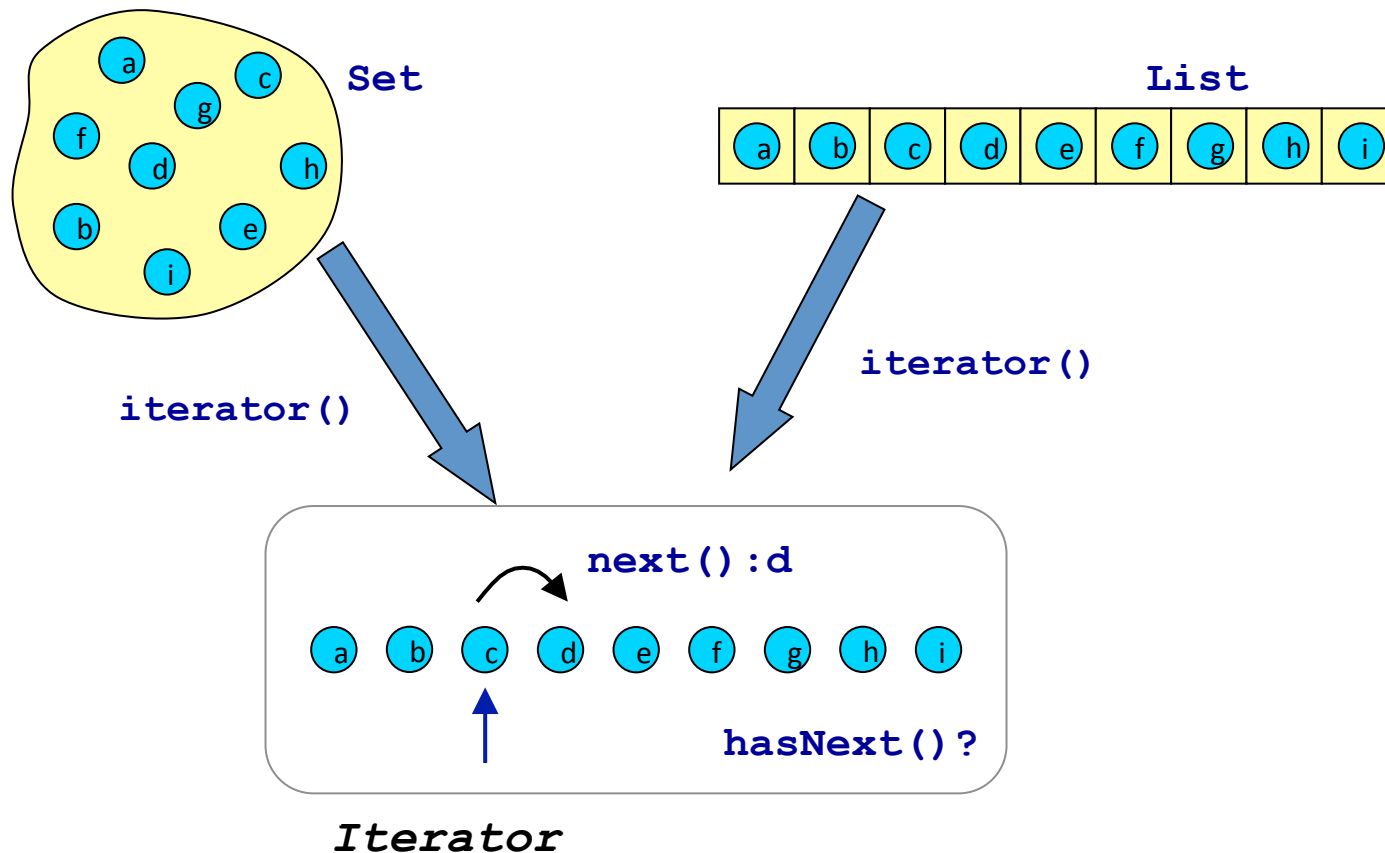 Set
a
c
g
f
d
h
b
e
i
List
a b c d e f g h i
iterator()
iterator()
next():d
a b c d e f g h i
hasNext()?
Iterator